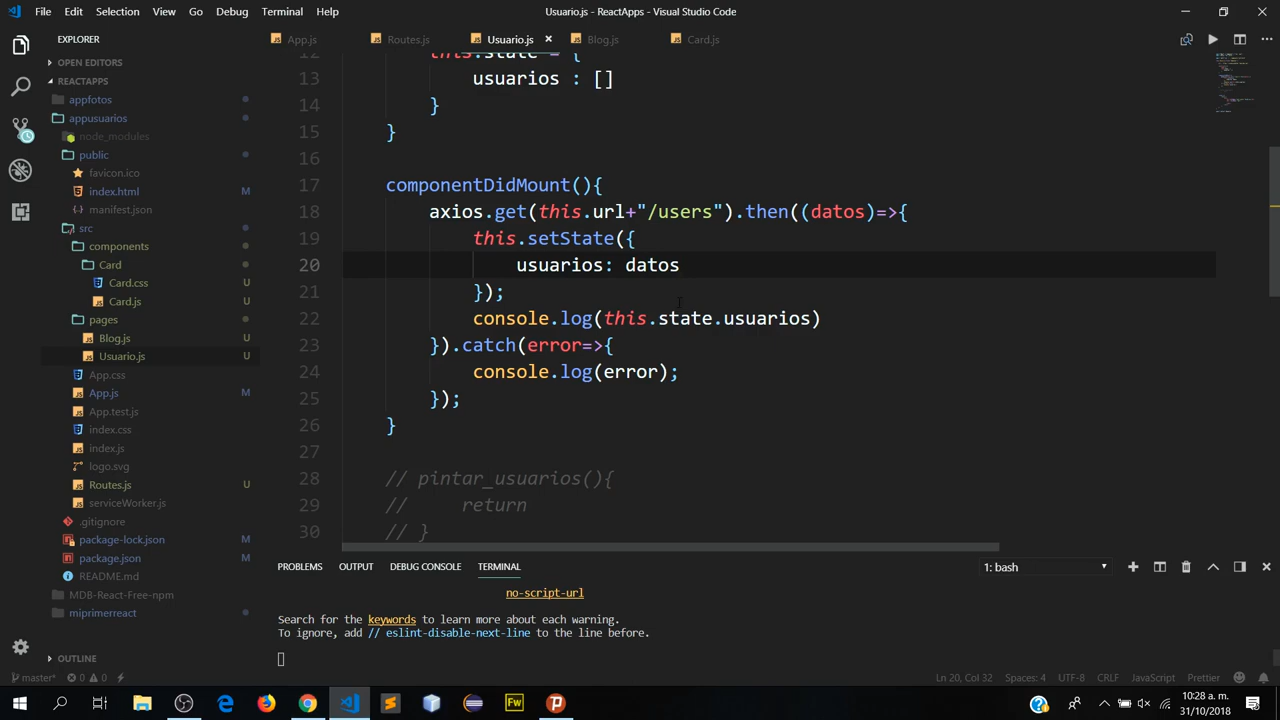 File Edit Selection View Go Debug Terminal Help
Usuario.js - ReactApps - Visual Studio Code
EXPLORER
OPEN EDITORS
REACTAPPS
appfotos
appusuarios
node_modules
public
favicon.ico
index.html M
manifest.json
src
components
Card
Card.css U
Card.js U
pages
Blog.js U
Usuario.js U
App.css
App.js M
App.test.js
index.css
index.js
logo.svg
Routes.js U
serviceWorker.js
.gitignore
package-lock.json M
package.json M
README.md
MDB-React-Free-npm
miprimerreact
OUTLINE
App.js Routes.js Usuario.js Blog.js Card.js
12 this.state = {
13 usuarios : []
14 }
15 }
16
17 componentDidMount(){
18 axios.get(this.url+"/users").then((datos)=>{
19 this.setState({
20 usuarios: datos
21 });
22 console.log(this.state.usuarios)
23 }).catch(error=>{
24 console.log(error);
25 });
26 }
27
28 // pintar_usuarios(){
29 // return
30 // }
PROBLEMS OUTPUT DEBUG CONSOLE TERMINAL 1: bash
no-script-url
Search for the keywords to learn more about each warning.
To ignore, add // eslint-disable-next-line to the line before.
master* 0 0 Ln 20, Col 32 Spaces: 4 UTF-8 CRLF JavaScript Prettier
Fw
10:28 a. m.
31/10/2018